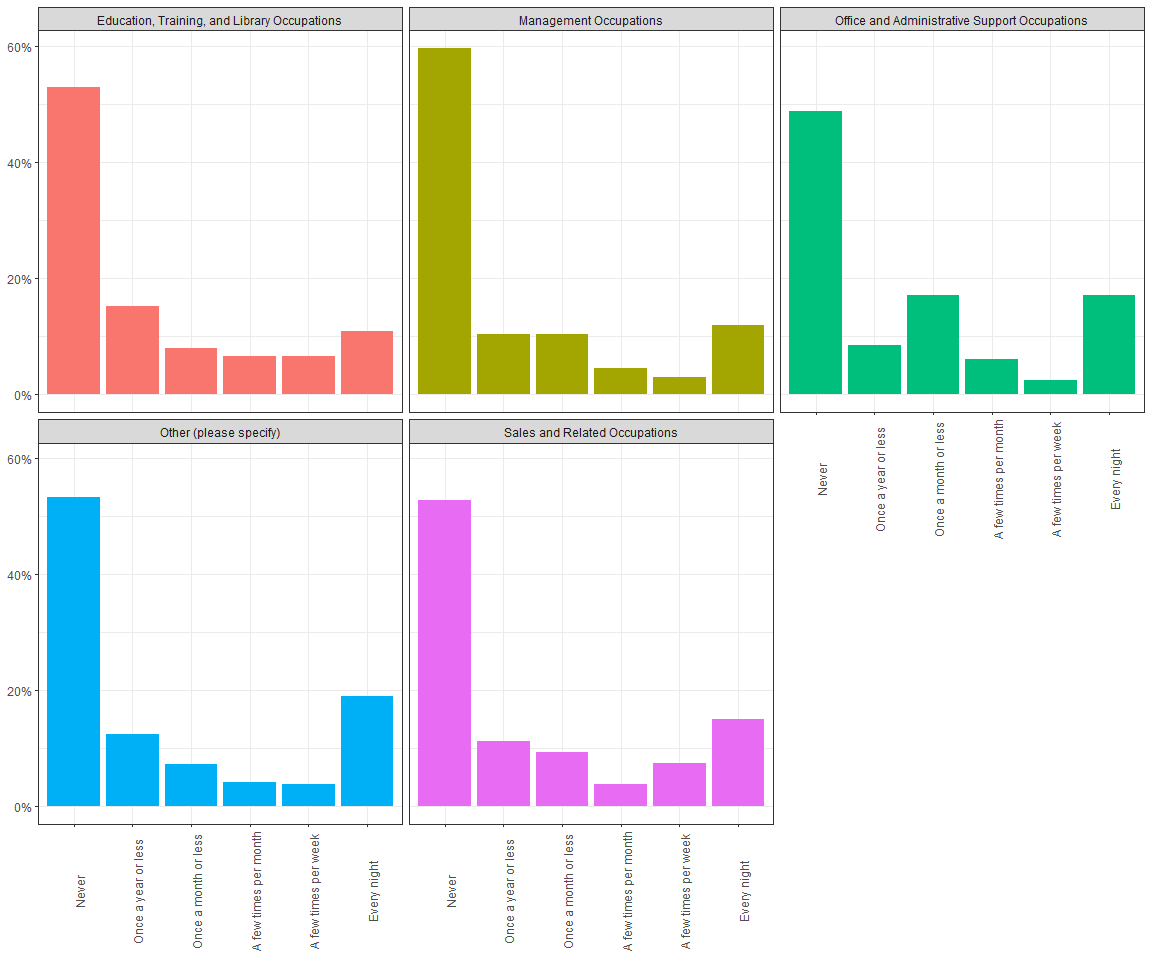 Education, Training, and Library Occupations
Management Occupations
Office and Administrative Support Occupations
60%
40%
20%
0%
Never
Once a year or less
Once a month or less
A few times per month
A few times per week
Every night
Other (please specify)
Sales and Related Occupations
60%
40%
20%
0%
Never
Once a year or less
Once a month or less
A few times per month
A few times per week
Every night
Never
Once a year or less
Once a month or less
A few times per month
A few times per week
Every night